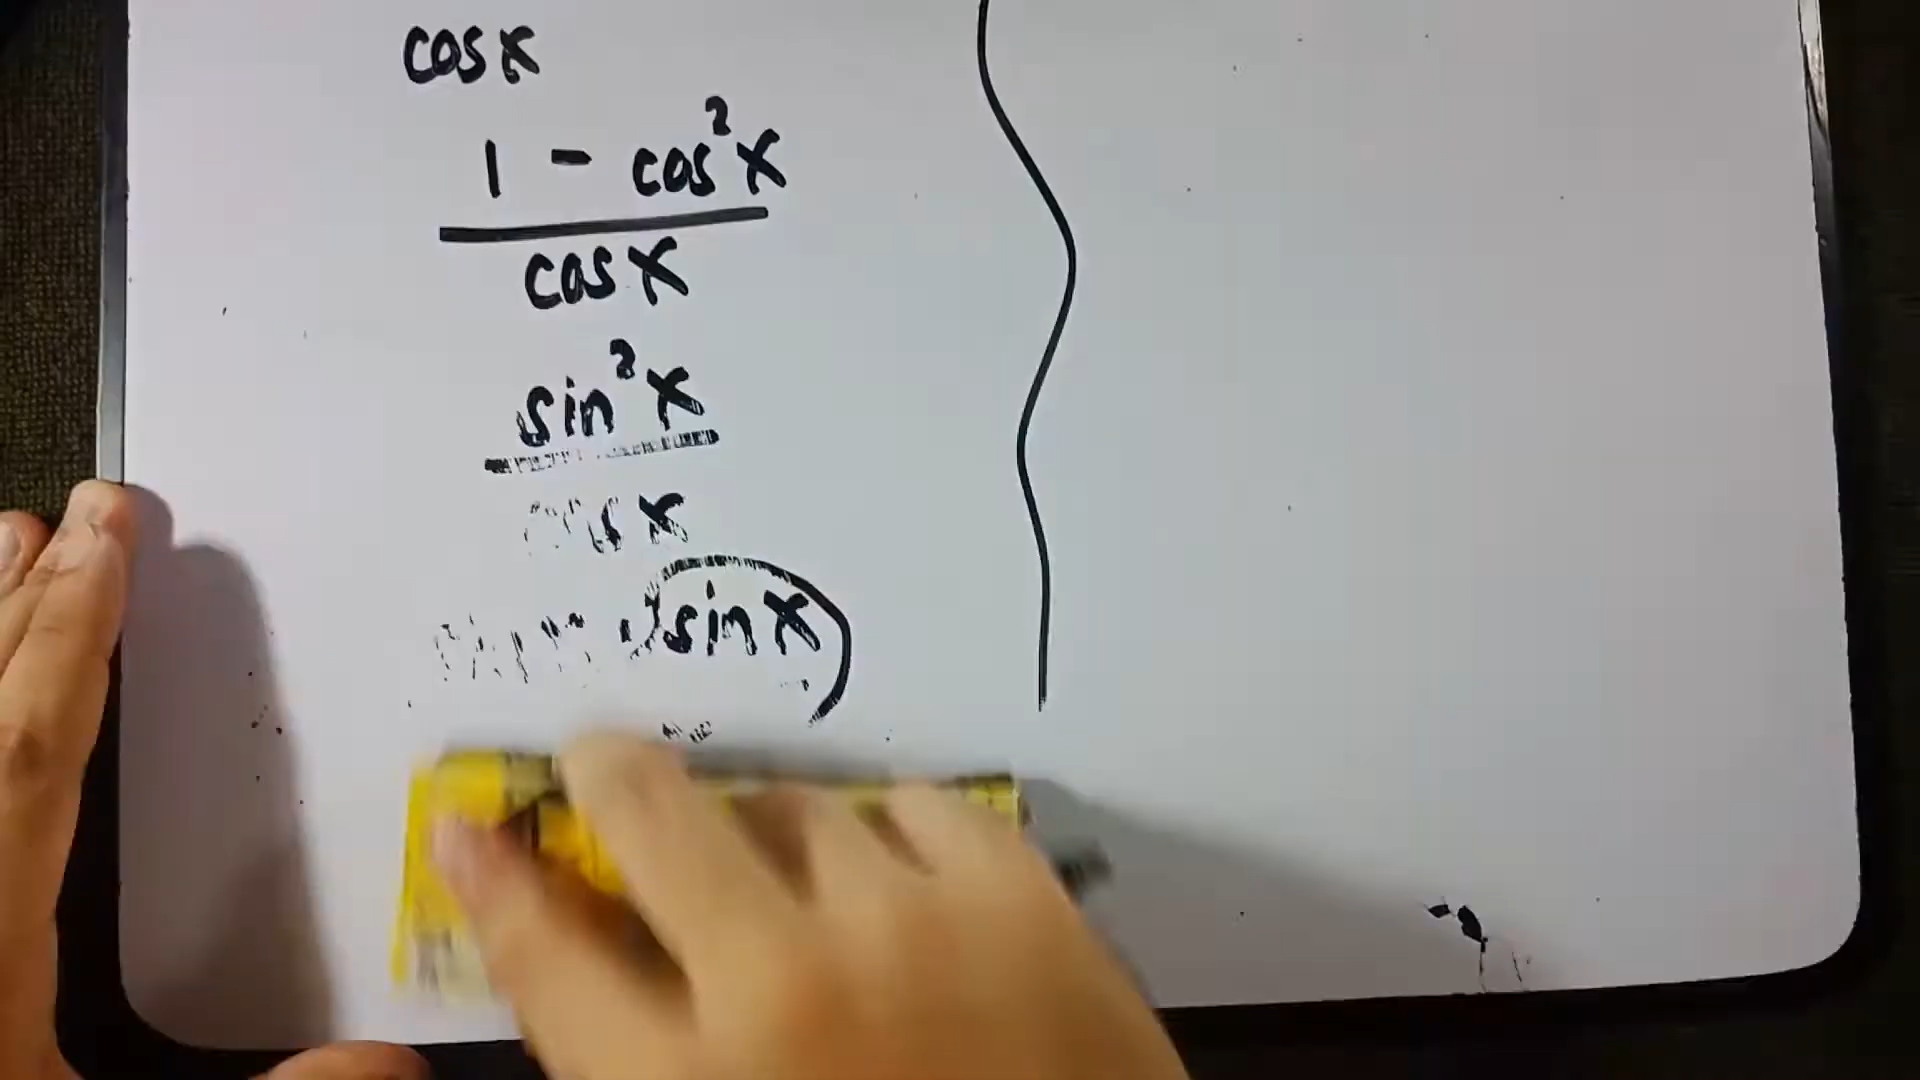 cos x
1 - cos²x
cos x
sin²x
cos x
sin x